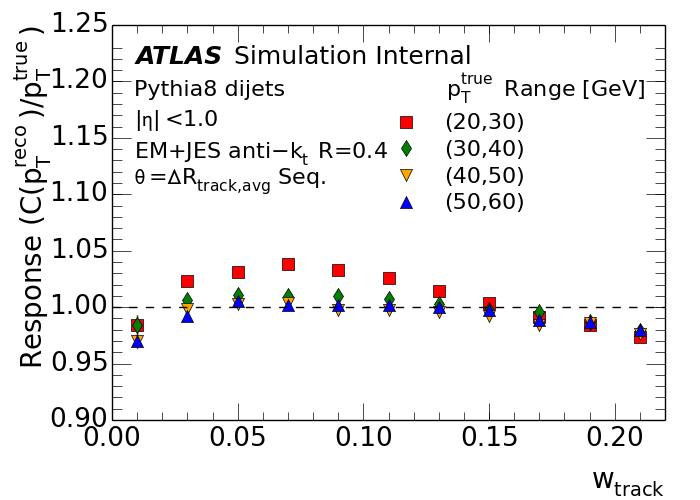 1.25
1.20
1.15
1.10
1.05
1.00
0.95
0.90
Response (C(p_T^reco)/p_T^true)
ATLAS Simulation Internal
Pythia8 dijets
|η| <1.0
EM+JES anti−k_t R=0.4
θ=ΔR_track,avg Seq.
p_T^true Range [GeV]
(20,30)
(30,40)
(40,50)
(50,60)
0.00 0.05 0.10 0.15 0.20
w_track